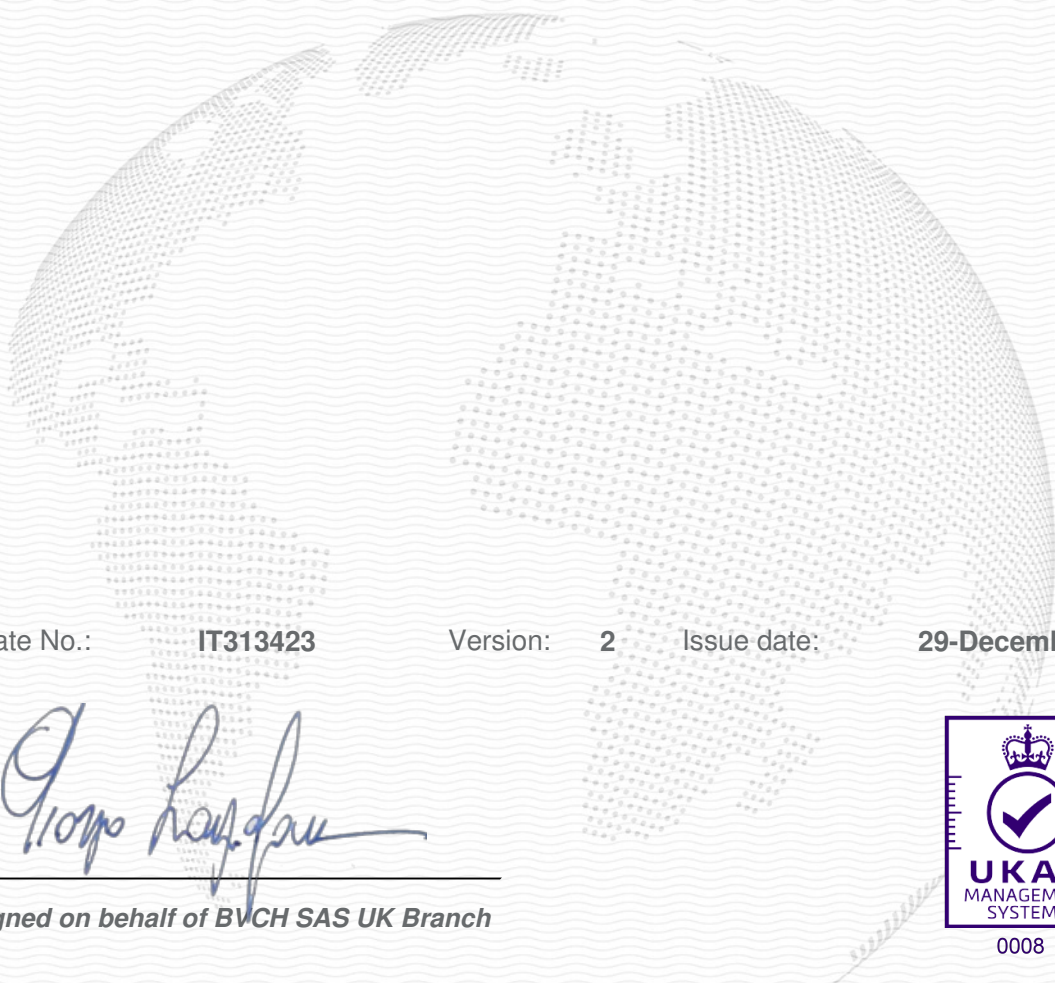 ate No.: IT313423 Version: 2 Issue date: 29-Decem
gned on behalf of BVCH SAS UK Branch
UKA
MANAGEM
SYSTEM
0008